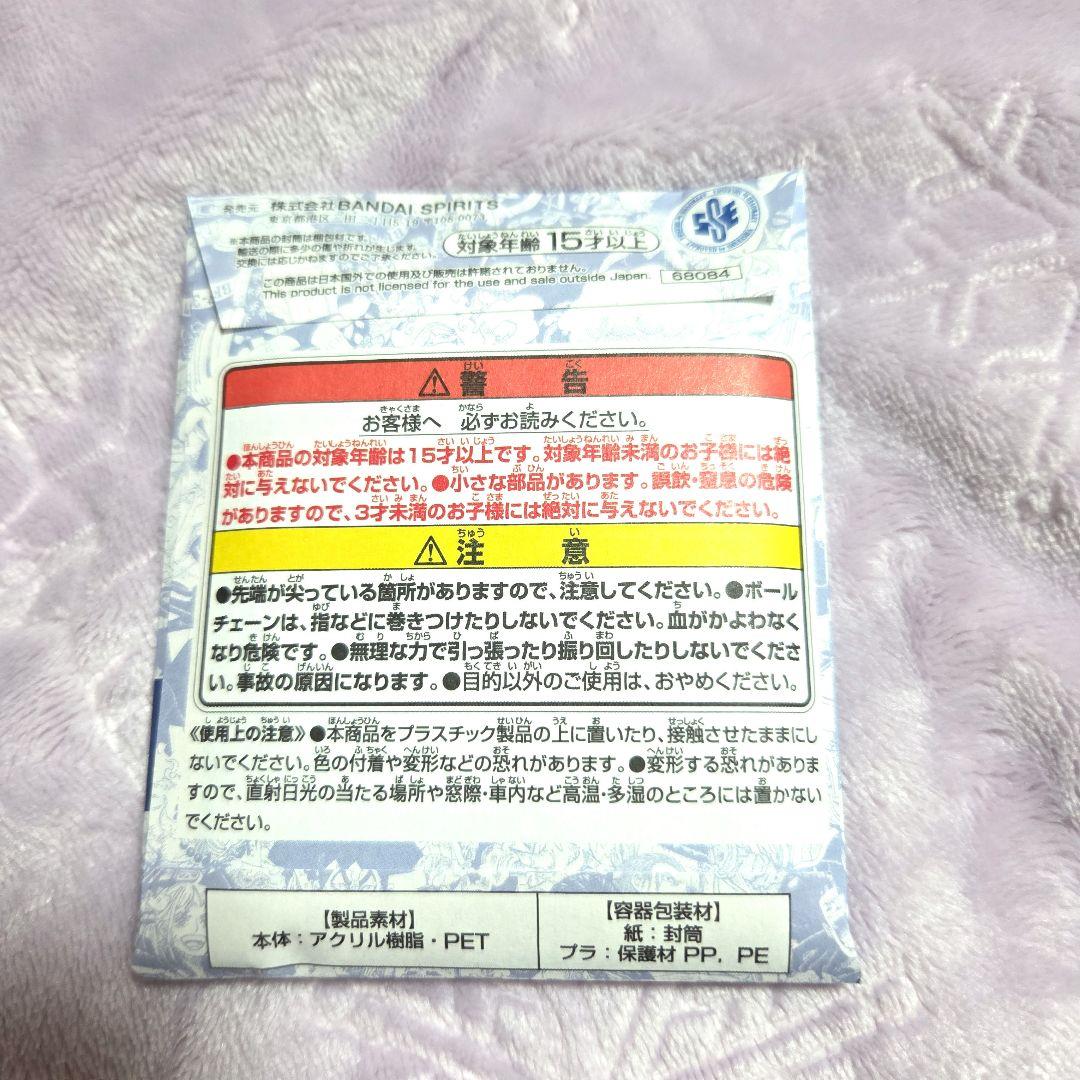 発売元 株式会社BANDAI SPIRITS
東京都港区
対象年齢 15才以上
※本商品の封筒は梱包材です。
輸送の際に多少の傷や折れが生じます。
交換には応じかねますのでご了承ください。
この商品は日本国外での使用及び販売は許諾されておりません。
This product is not licensed for the use and sale outside Japan.
68084
警告
お客様へ 必ずお読みください。
●本商品の対象年齢は15才以上です。対象年齢未満のお子様には絶
対に与えないでください。●小さな部品があります。誤飲・窒息の危険
がありますので、3才未満のお子様には絶対に与えないでください。
注意
●先端が尖っている箇所がありますので、注意してください。●ボール
チェーンは、指などに巻きつけたりしないでください。血がかよわなく
なり危険です。●無理な力で引っ張ったり振り回したりしないでくださ
い。事故の原因になります。●目的以外のご使用は、おやめください。
《使用上の注意》●本商品をプラスチック製品の上に置いたり、接触させたままにし
ないでください。色の付着や変形などの恐れがあります。●変形する恐れがありま
すので、直射日光の当たる場所や窓際・車内など高温・多湿のところには置かない
でください。
【製品素材】
本体：アクリル樹脂・PET
【容器包装材】
紙：封筒
プラ：保護材 PP，PE